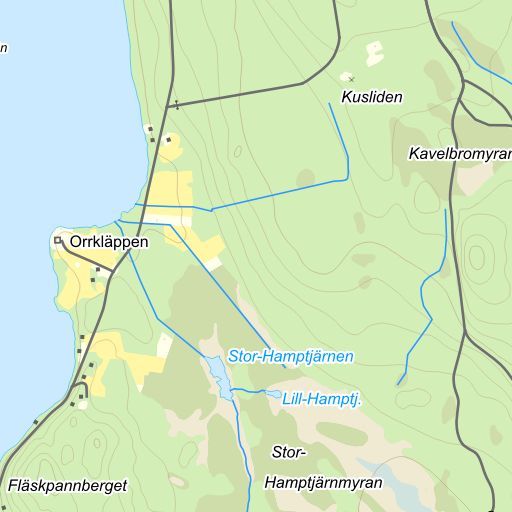 Kusliden
Kavelbromyran
Orrkläppen
Stor-Hamptjärnen
Lill-Hamptj.
Stor-
Hamptjärnmyran
Fläskpannberget